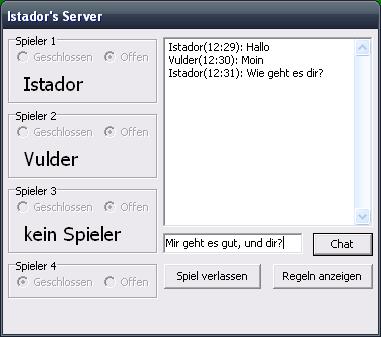 Istador's Server
Spieler 1
Geschlossen Offen
Istador
Spieler 2
Geschlossen Offen
Vulder
Spieler 3
Geschlossen Offen
kein Spieler
Spieler 4
Geschlossen Offen
Istador(12:29): Hallo
Vulder(12:30): Moin
Istador(12:31): Wie geht es dir?
Mir geht es gut, und dir?
Chat
Spiel verlassen
Regeln anzeigen